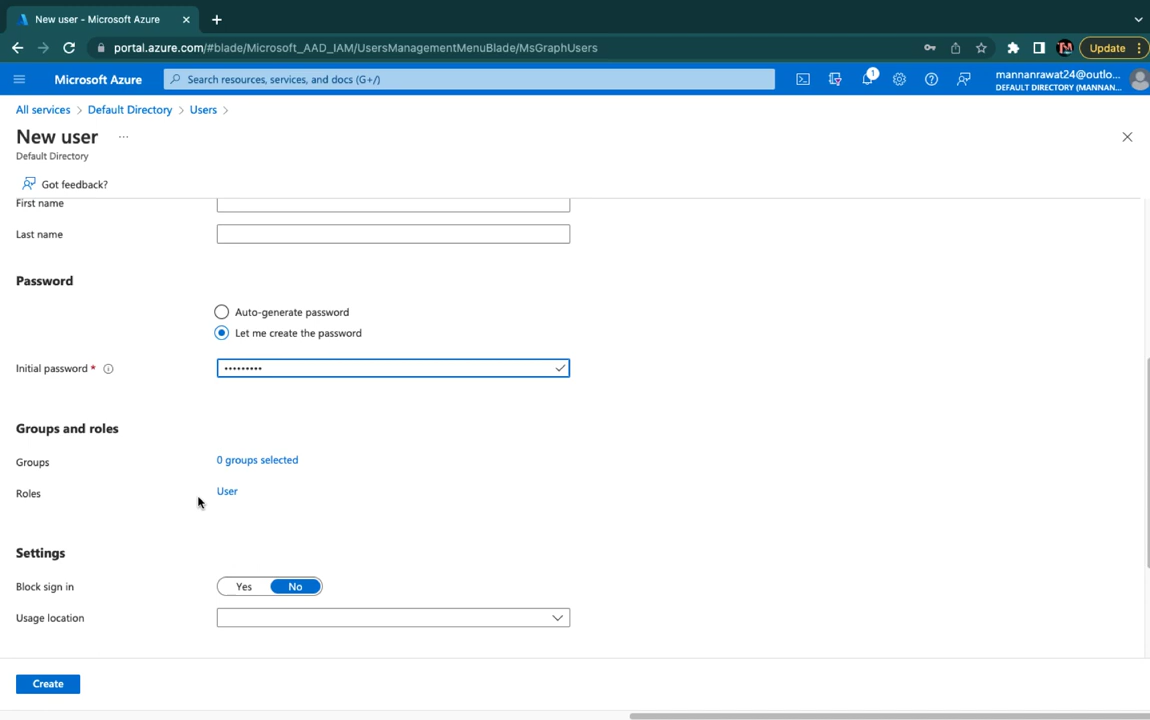 New user - Microsoft Azure
portal.azure.com/#blade/Microsoft_AAD_IAM/UsersManagementMenuBlade/MsGraphUsers
Update
Microsoft Azure
Search resources, services, and docs (G+/)
1
mannanrawat24@outlo...
DEFAULT DIRECTORY (MANNAN...
All services > Default Directory > Users >
New user ...
Default Directory
Got feedback?
First name
Last name
Password
Auto-generate password
Let me create the password
Initial password *
Groups and roles
Groups 0 groups selected
Roles User
Settings
Block sign in Yes No
Usage location
Create